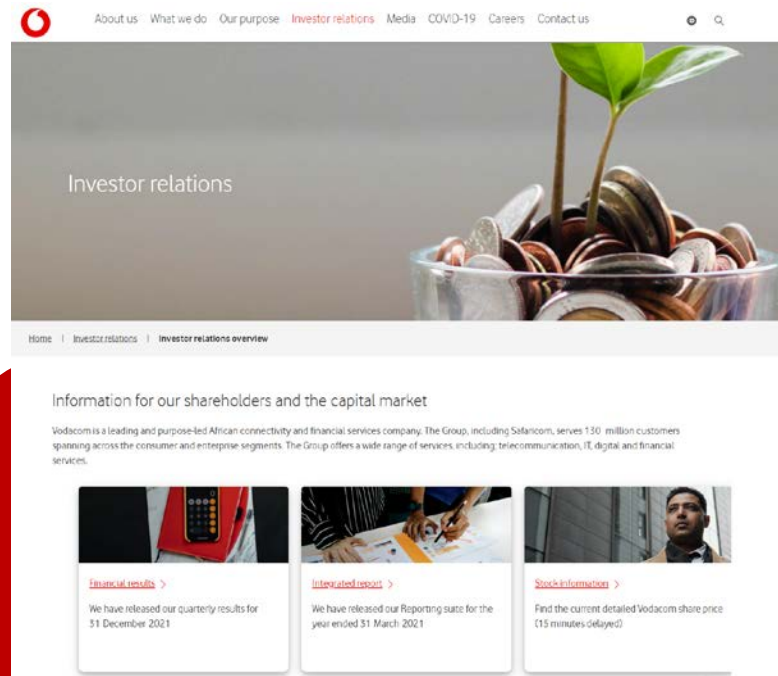 About us What we do Our purpose Investor relations Media COVID-19 Careers Contact us
Investor relations
Home | Investor relations | Investor relations overview
Information for our shareholders and the capital market
Vodacom is a leading and purpose-led African connectivity and financial services company. The Group, including Safaricom, serves 130 million customers
spanning across the consumer and enterprise segments. The Group offers a wide range of services, including; telecommunication, IT, digital and financial
services.
Financial results >
We have released our quarterly results for
31 December 2021
Integrated report >
We have released our Reporting suite for the
year ended 31 March 2021
Stock information >
Find the current detailed Vodacom share price
(15 minutes delayed)